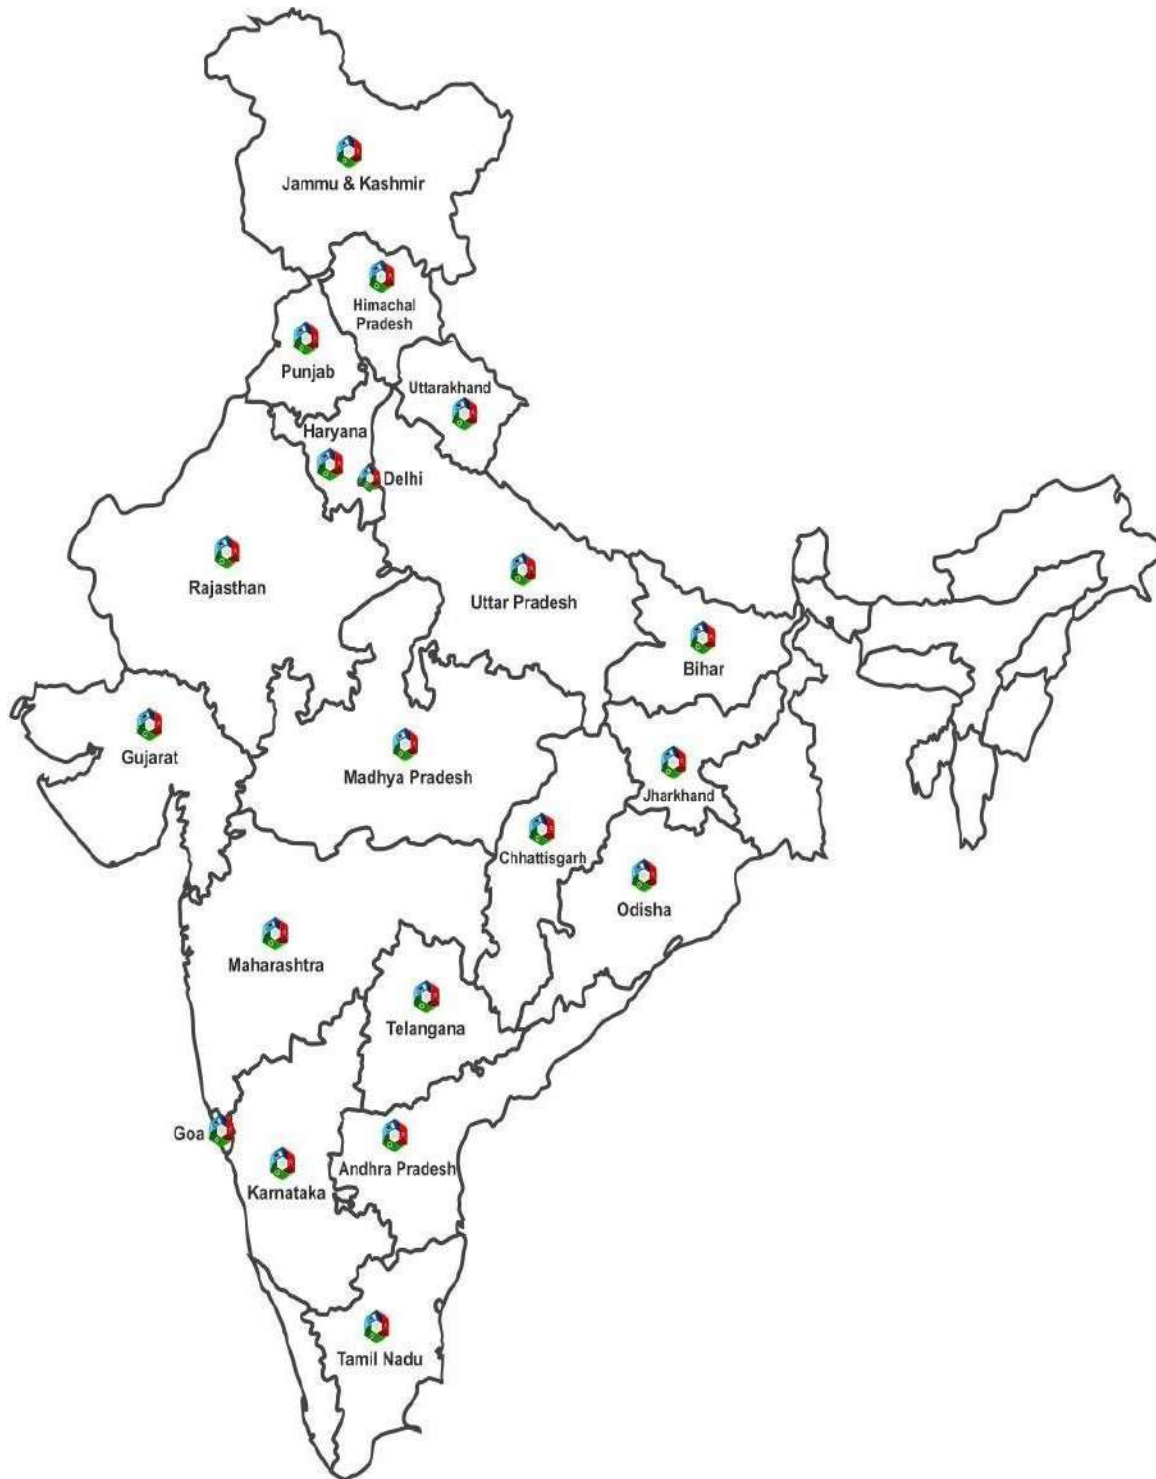 Jammu & Kashmir
Himachal
Pradesh
Punjab
Uttarakhand
Haryana
Delhi
Rajasthan
Uttar Pradesh
Bihar
Gujarat
Madhya Pradesh
Jharkhand
Chhattisgarh
Odisha
Maharashtra
Telangana
Goa
Andhra Pradesh
Karnataka
Tamil Nadu